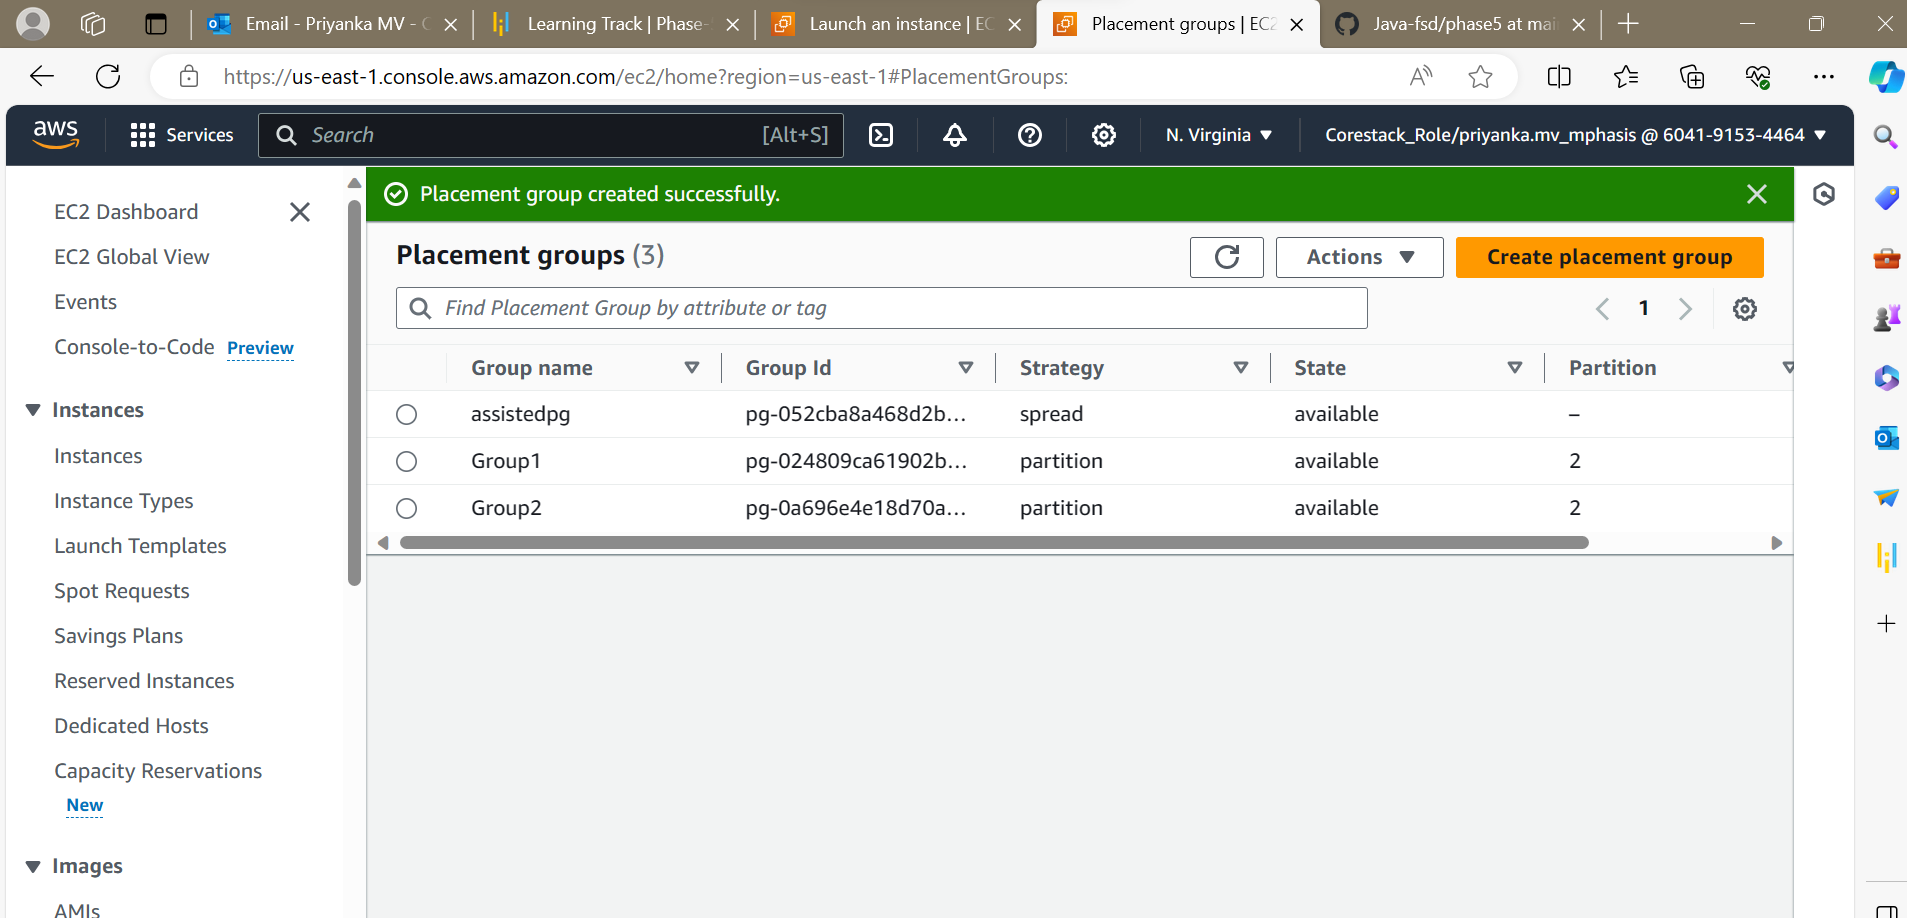 Email - Priyanka MV - 
Learning Track | Phase-
Launch an instance | EC
Placement groups | EC2
Java-fsd/phase5 at mai
https://us-east-1.console.aws.amazon.com/ec2/home?region=us-east-1#PlacementGroups:
aws
Services
Search
[Alt+S]
N. Virginia
Corestack_Role/priyanka.mv_mphasis @ 6041-9153-4464
EC2 Dashboard
EC2 Global View
Events
Console-to-Code Preview
Instances
Instances
Instance Types
Launch Templates
Spot Requests
Savings Plans
Reserved Instances
Dedicated Hosts
Capacity Reservations
New
Images
AMIs
Placement group created successfully.
Placement groups (3)
Actions
Create placement group
Find Placement Group by attribute or tag
1
Group name Group Id Strategy State Partition
assistedpg pg-052cba8a468d2b... spread available –
Group1 pg-024809ca61902b... partition available 2
Group2 pg-0a696e4e18d70a... partition available 2